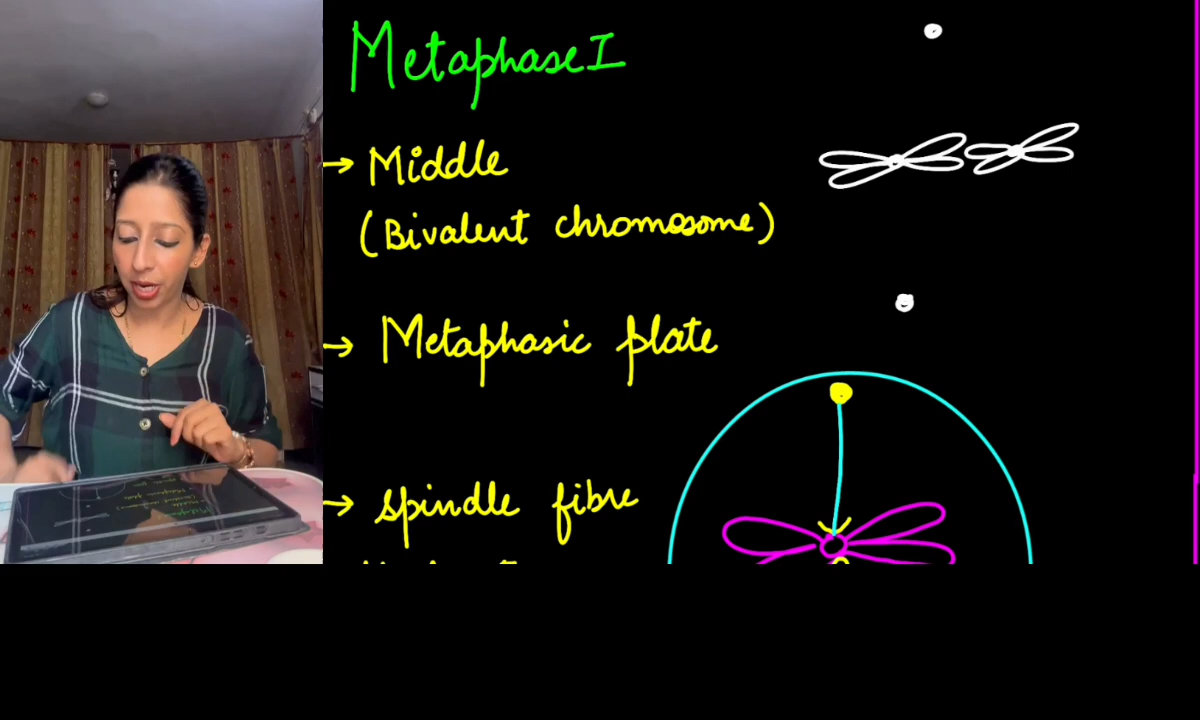 Metaphase I
→ Middle
(Bivalent chromosome)
→ Metaphasic plate
→ spindle fibre